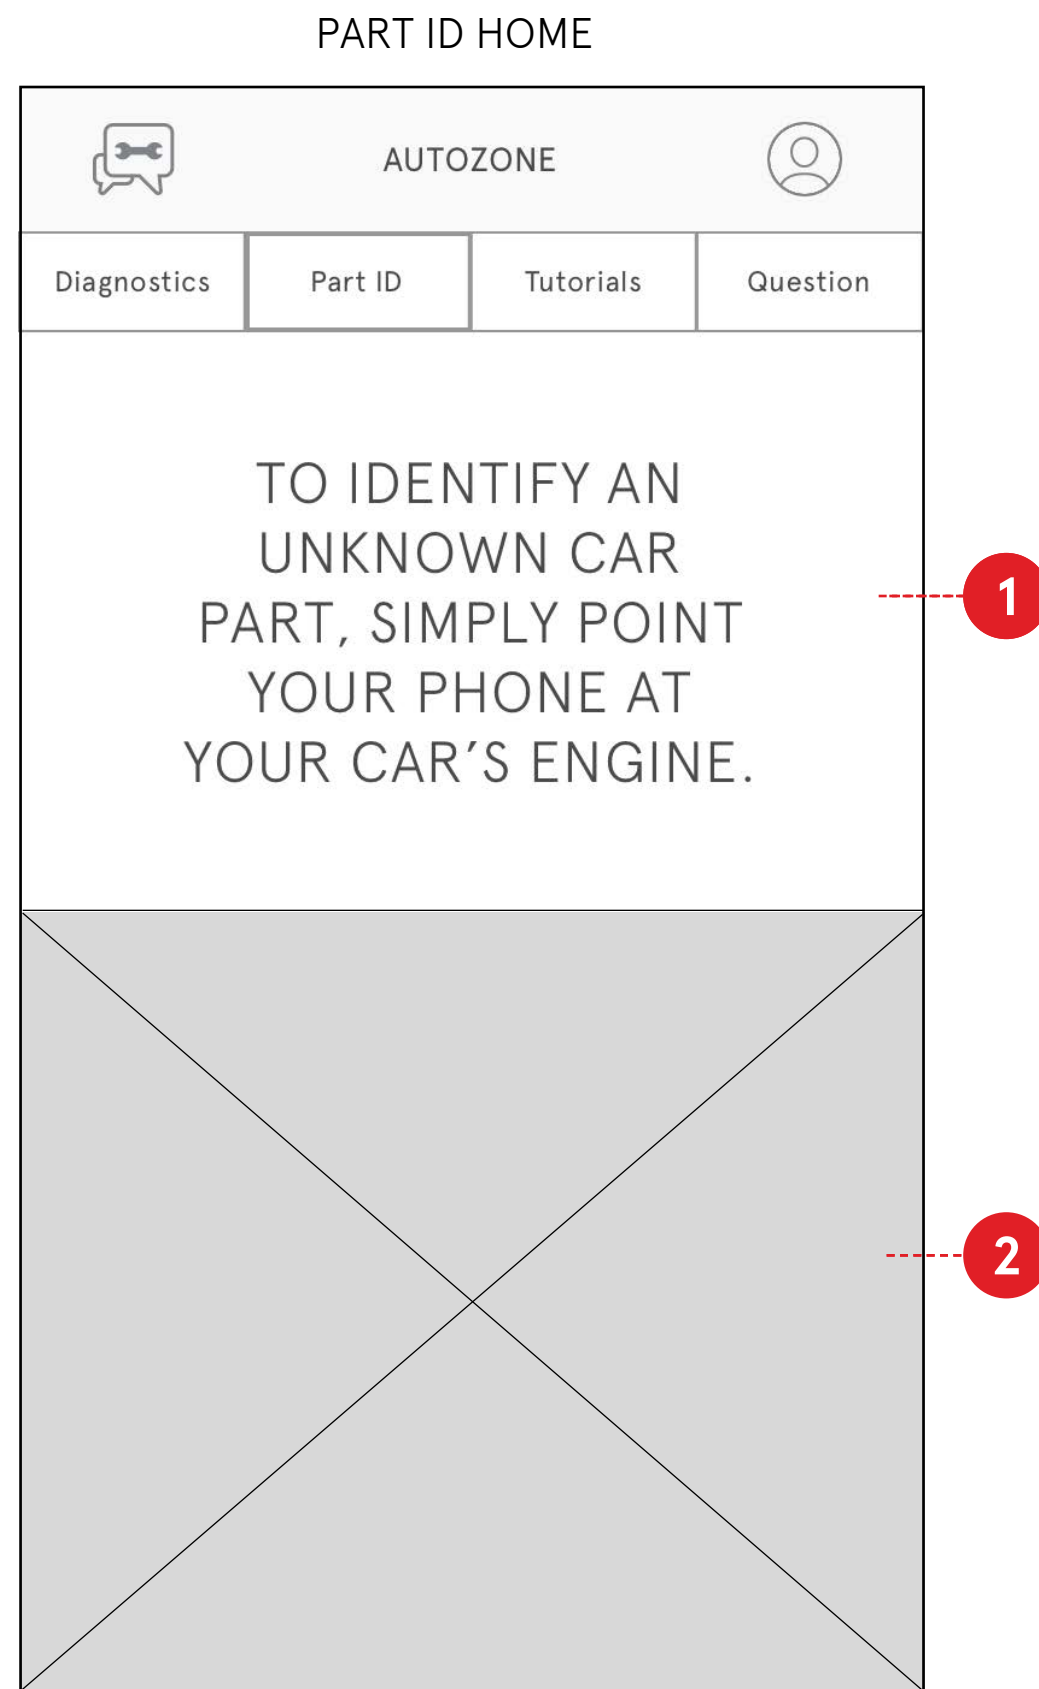 PART ID HOME
AUTOZONE
Diagnostics
Part ID
Tutorials
Question
TO IDENTIFY AN
UNKNOWN CAR
PART, SIMPLY POINT
YOUR PHONE AT
YOUR CAR’S ENGINE.
1
2